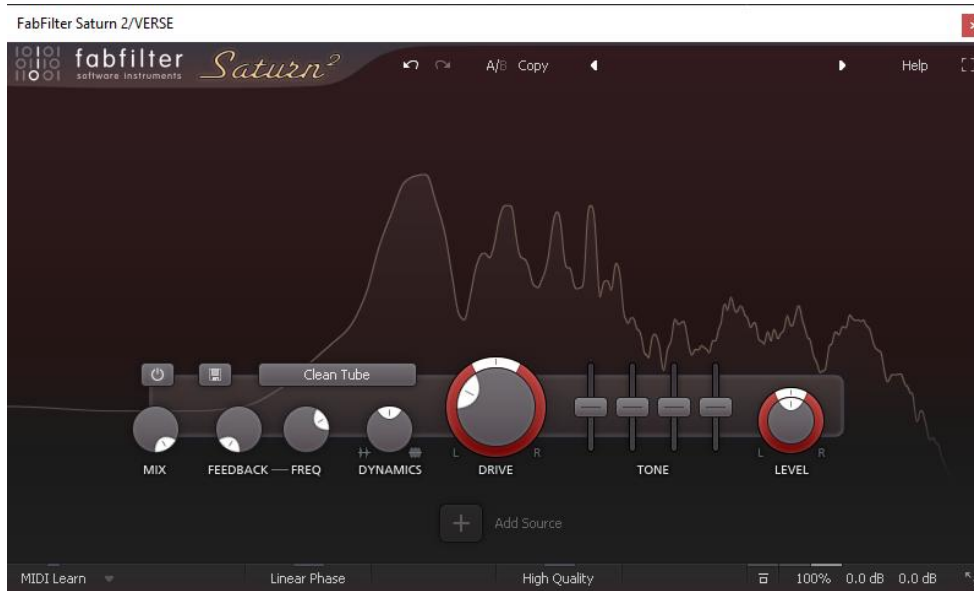 FabFilter Saturn 2/VERSE
fabfilter
software instruments
Saturn²
A/B Copy
Help
Clean Tube
MIX
FEEDBACK
FREQ
DYNAMICS
L DRIVE R
TONE
L LEVEL R
+ Add Source
MIDI Learn
Linear Phase
High Quality
100% 0.0 dB 0.0 dB